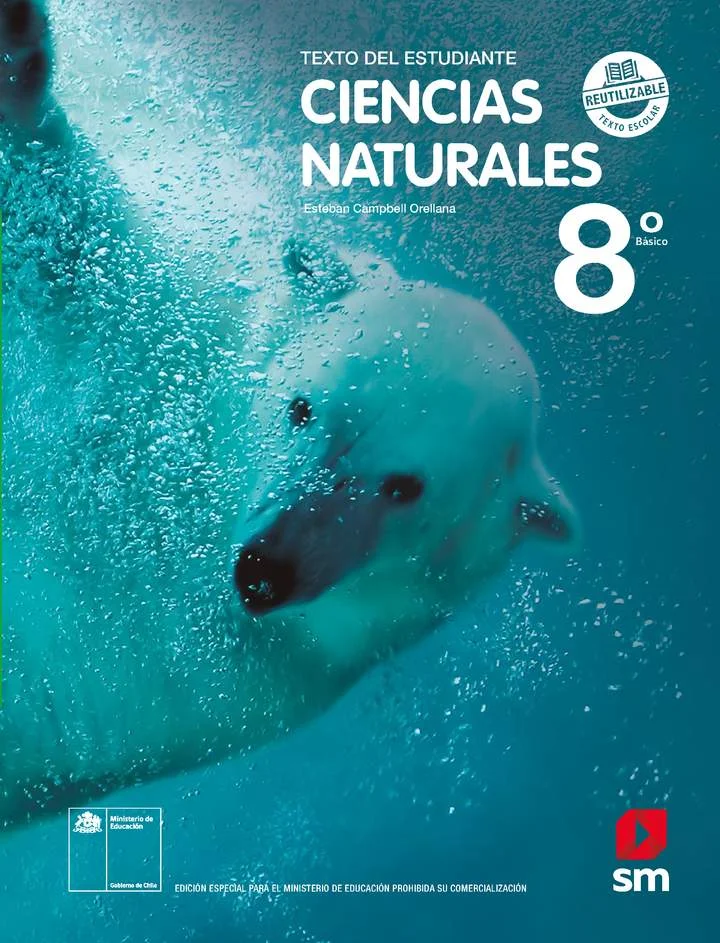 TEXTO DEL ESTUDIANTE
CIENCIAS
NATURALES
Esteban Campbell Orellana
8°
Básico
REUTILIZABLE
TEXTO ESCOLAR
Ministerio de
Educación
Gobierno de Chile
EDICIÓN ESPECIAL PARA EL MINISTERIO DE EDUCACIÓN PROHIBIDA SU COMERCIALIZACIÓN
sm